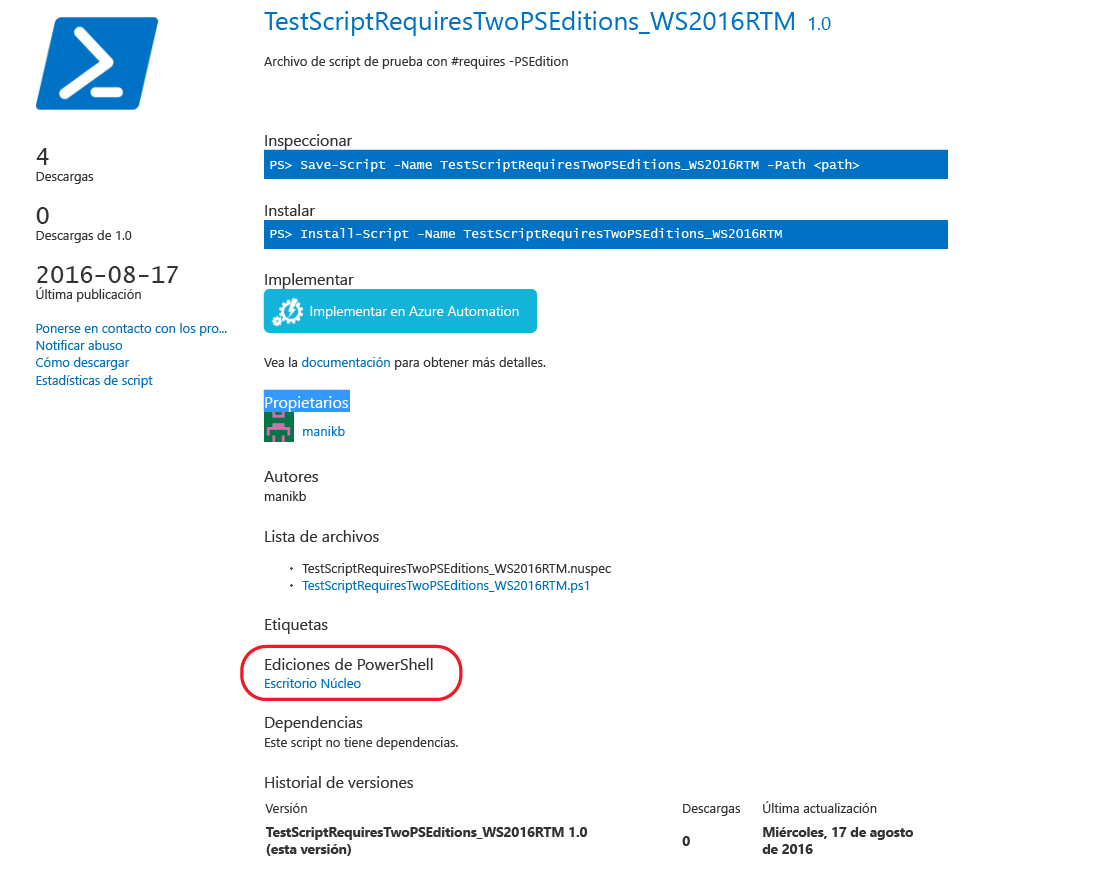 TestScriptRequiresTwoPSEditions_WS2016RTM 1.0
Archivo de script de prueba con #requires -PSEdition
4
Descargas
0
Descargas de 1.0
2016-08-17
Última publicación
Ponerse en contacto con los pro...
Notificar abuso
Cómo descargar
Estadísticas de script
Inspeccionar
PS> Save-Script -Name TestScriptRequiresTwoPSEditions_WS2016RTM -Path <path>
Instalar
PS> Install-Script -Name TestScriptRequiresTwoPSEditions_WS2016RTM
Implementar
Implementar en Azure Automation
Vea la documentación para obtener más detalles.
Propietarios
manikb
Autores
manikb
Lista de archivos
• TestScriptRequiresTwoPSEditions_WS2016RTM.nuspec
• TestScriptRequiresTwoPSEditions_WS2016RTM.ps1
Etiquetas
Ediciones de PowerShell
Escritorio Núcleo
Dependencias
Este script no tiene dependencias.
Historial de versiones
Versión Descargas Última actualización
TestScriptRequiresTwoPSEditions_WS2016RTM 1.0
(esta versión)
0
Miércoles, 17 de agosto
de 2016